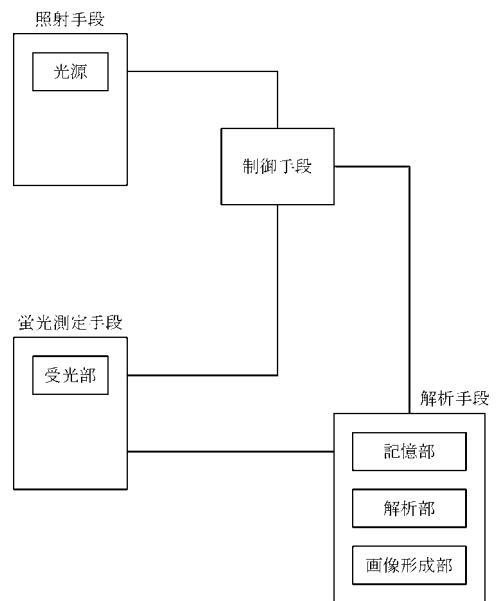 照射手段
光源
制御手段
蛍光測定手段
受光部
解析手段
記憶部
解析部
画像形成部